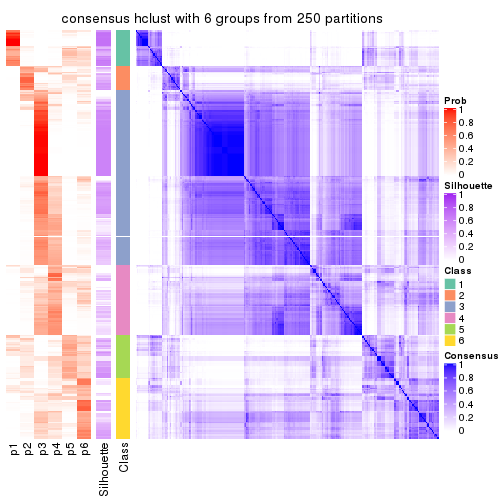 consensus hclust with 6 groups from 250 partitions
Prob
1
0.8
0.6
0.4
0.2
0
Silhouette
1
0.8
0.6
0.4
0.2
0
Class
1
2
3
4
5
6
Consensus
1
0.8
0.6
0.4
0.2
0
p1
p2
p3
p4
p5
p6
Silhouette
Class